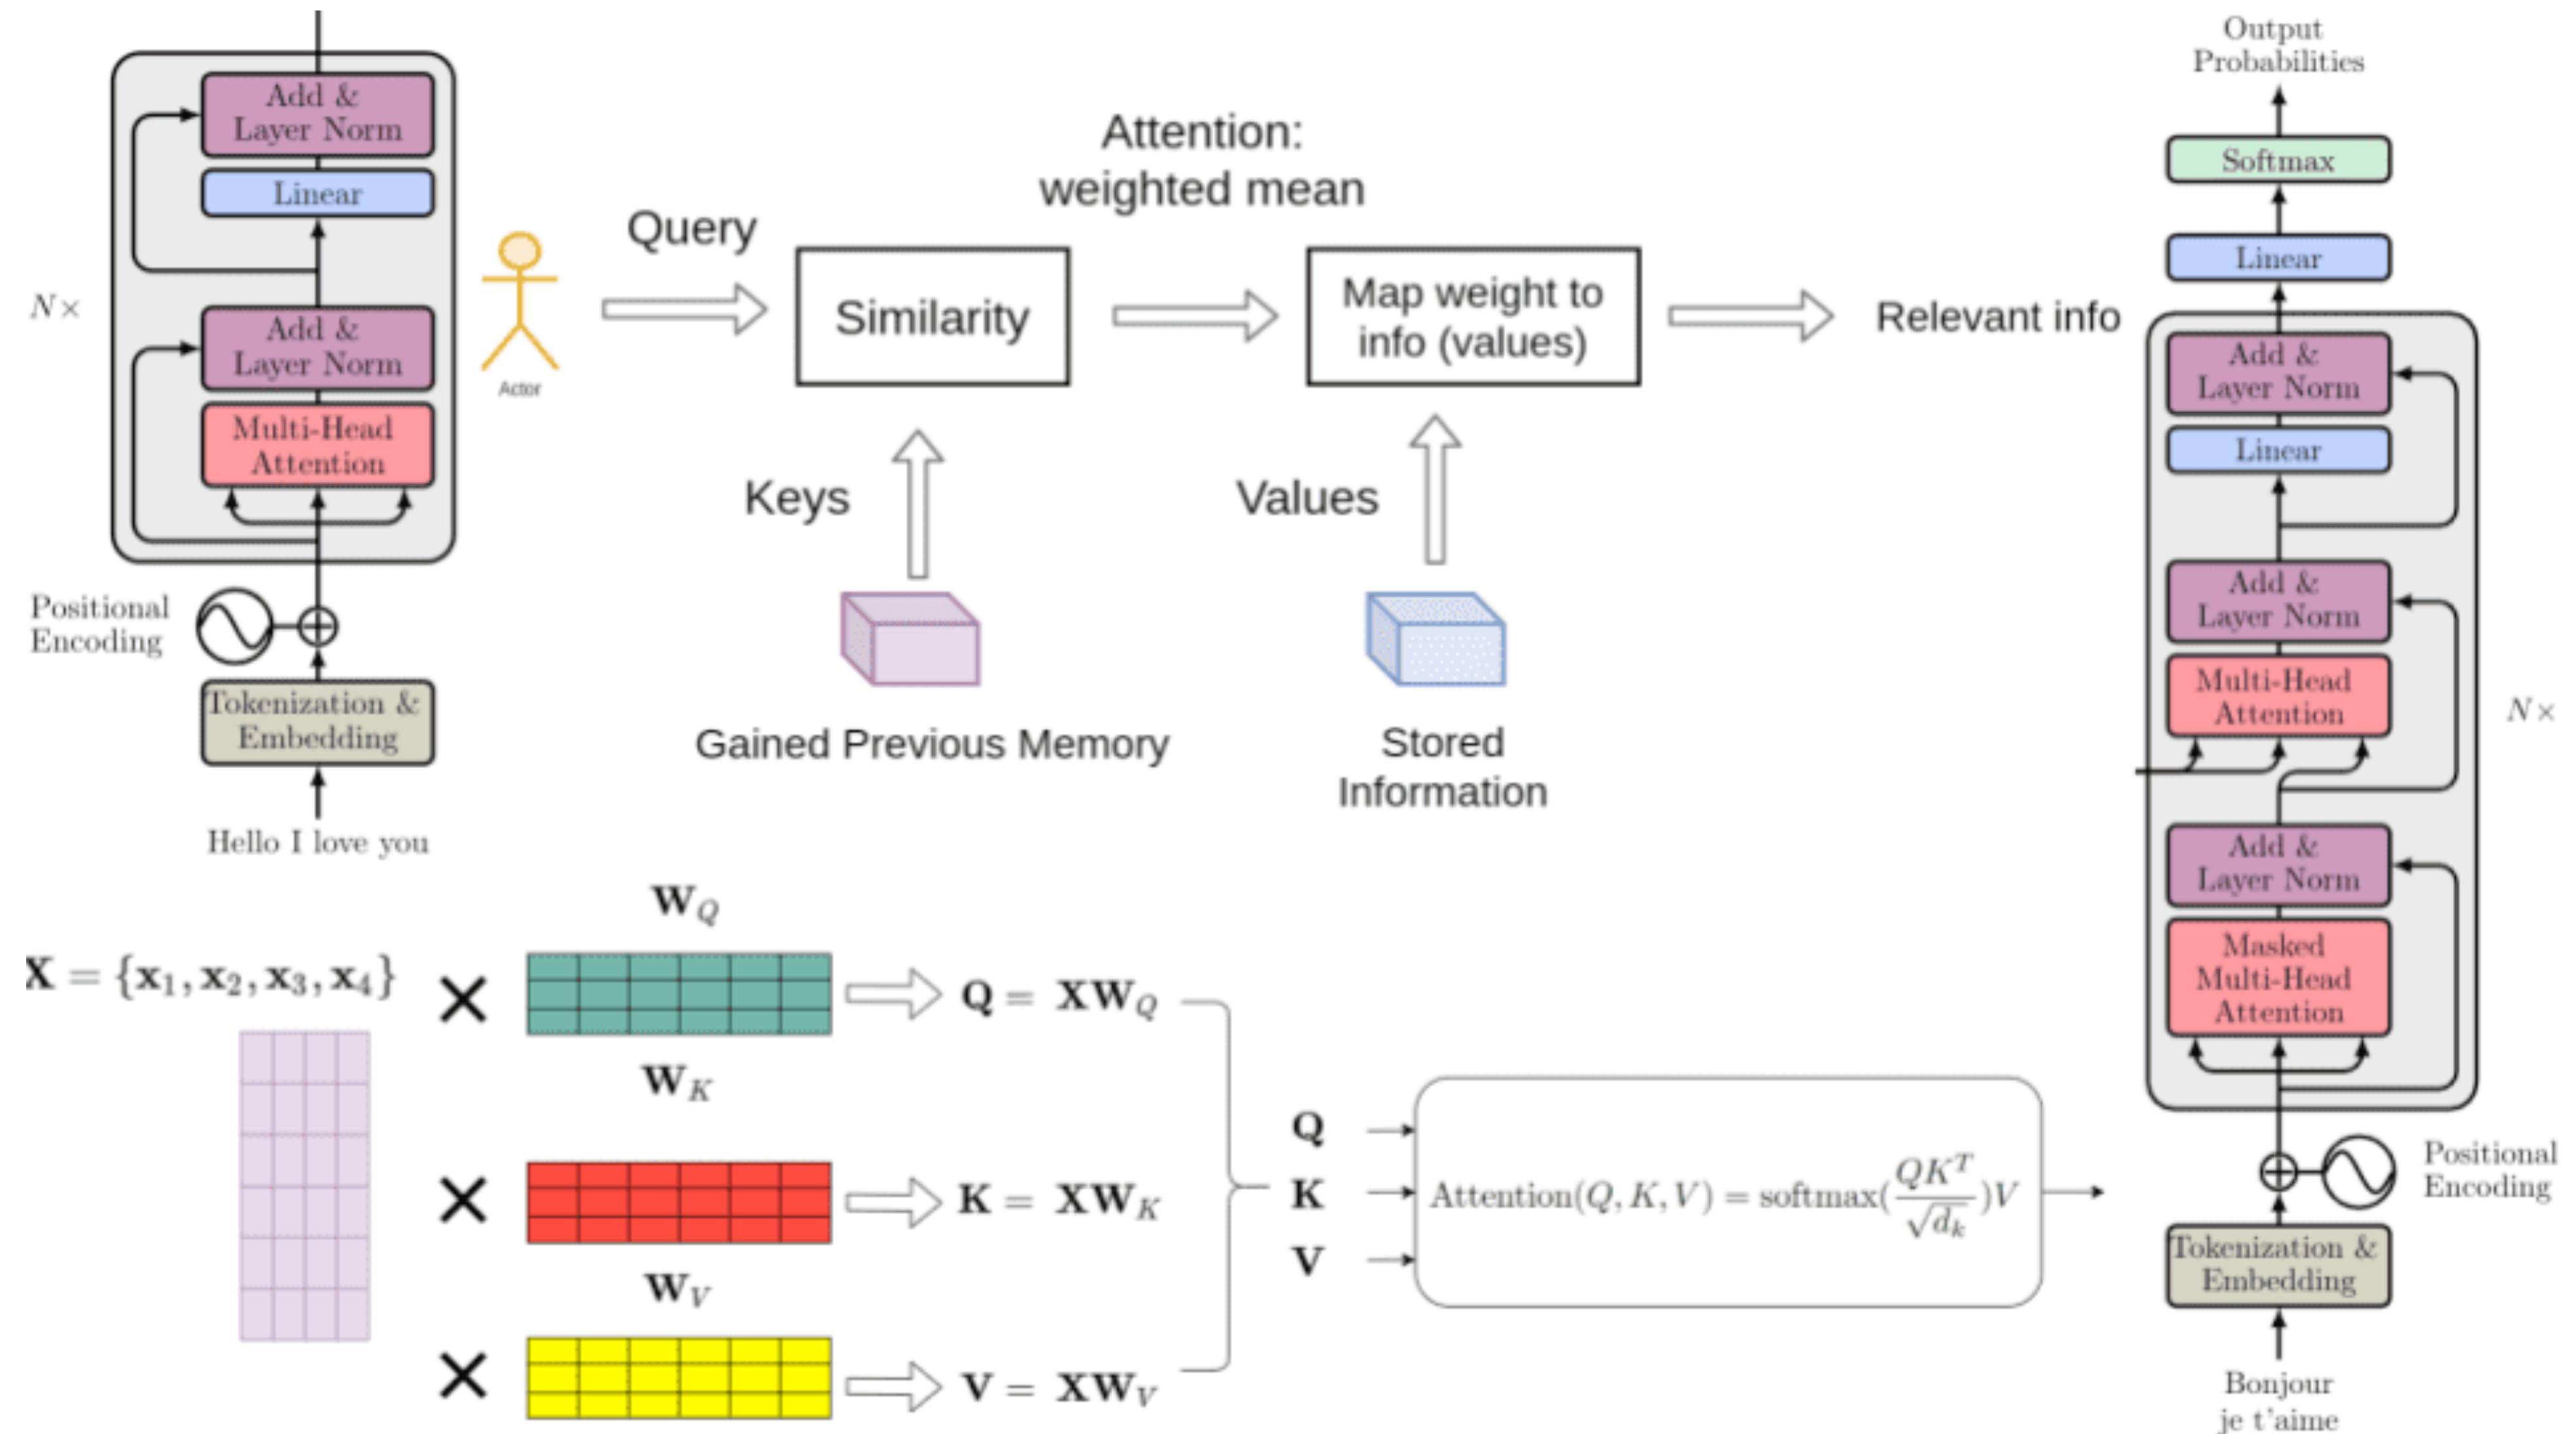 Add &
Layer Norm
Linear
N×
Add &
Layer Norm
Multi-Head
Attention
Positional
Encoding
Tokenization &
Embedding
Hello I love you
Attention:
weighted mean
Query
Actor
Similarity
Map weight to
info (values)
Relevant info
Keys
Values
Gained Previous Memory
Stored
Information
Output
Probabilities
Softmax
Linear
Add &
Layer Norm
Linear
Add &
Layer Norm
Multi-Head
Attention
N×
Add &
Layer Norm
Masked
Multi-Head
Attention
Positional
Encoding
Tokenization &
Embedding
Bonjour
je t'aime
X = {x₁, x₂, x₃, x₄}
W_Q
Q = XW_Q
W_K
K = XW_K
W_V
V = XW_V
Q
K
V
Attention(Q, K, V) = softmax(QK^T/√d_k)V